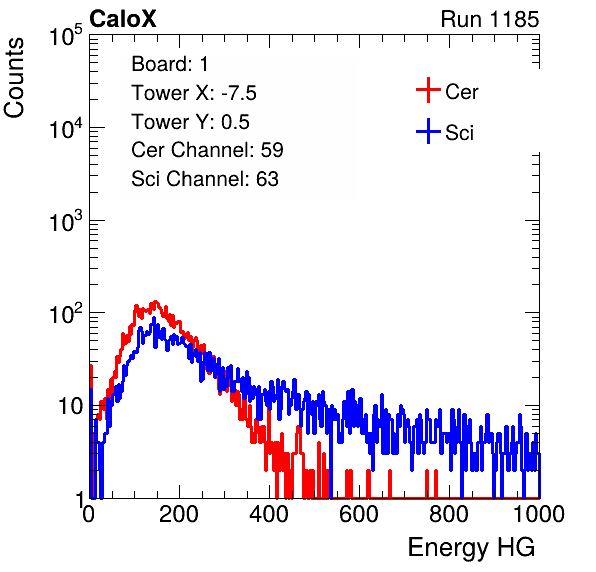 CaloX Run 1185
Counts
10^5
10^4
10^3
10^2
10
1
Board: 1
Tower X: -7.5
Tower Y: 0.5
Cer Channel: 59
Sci Channel: 63
Cer
Sci
0 200 400 600 800 1000
Energy HG